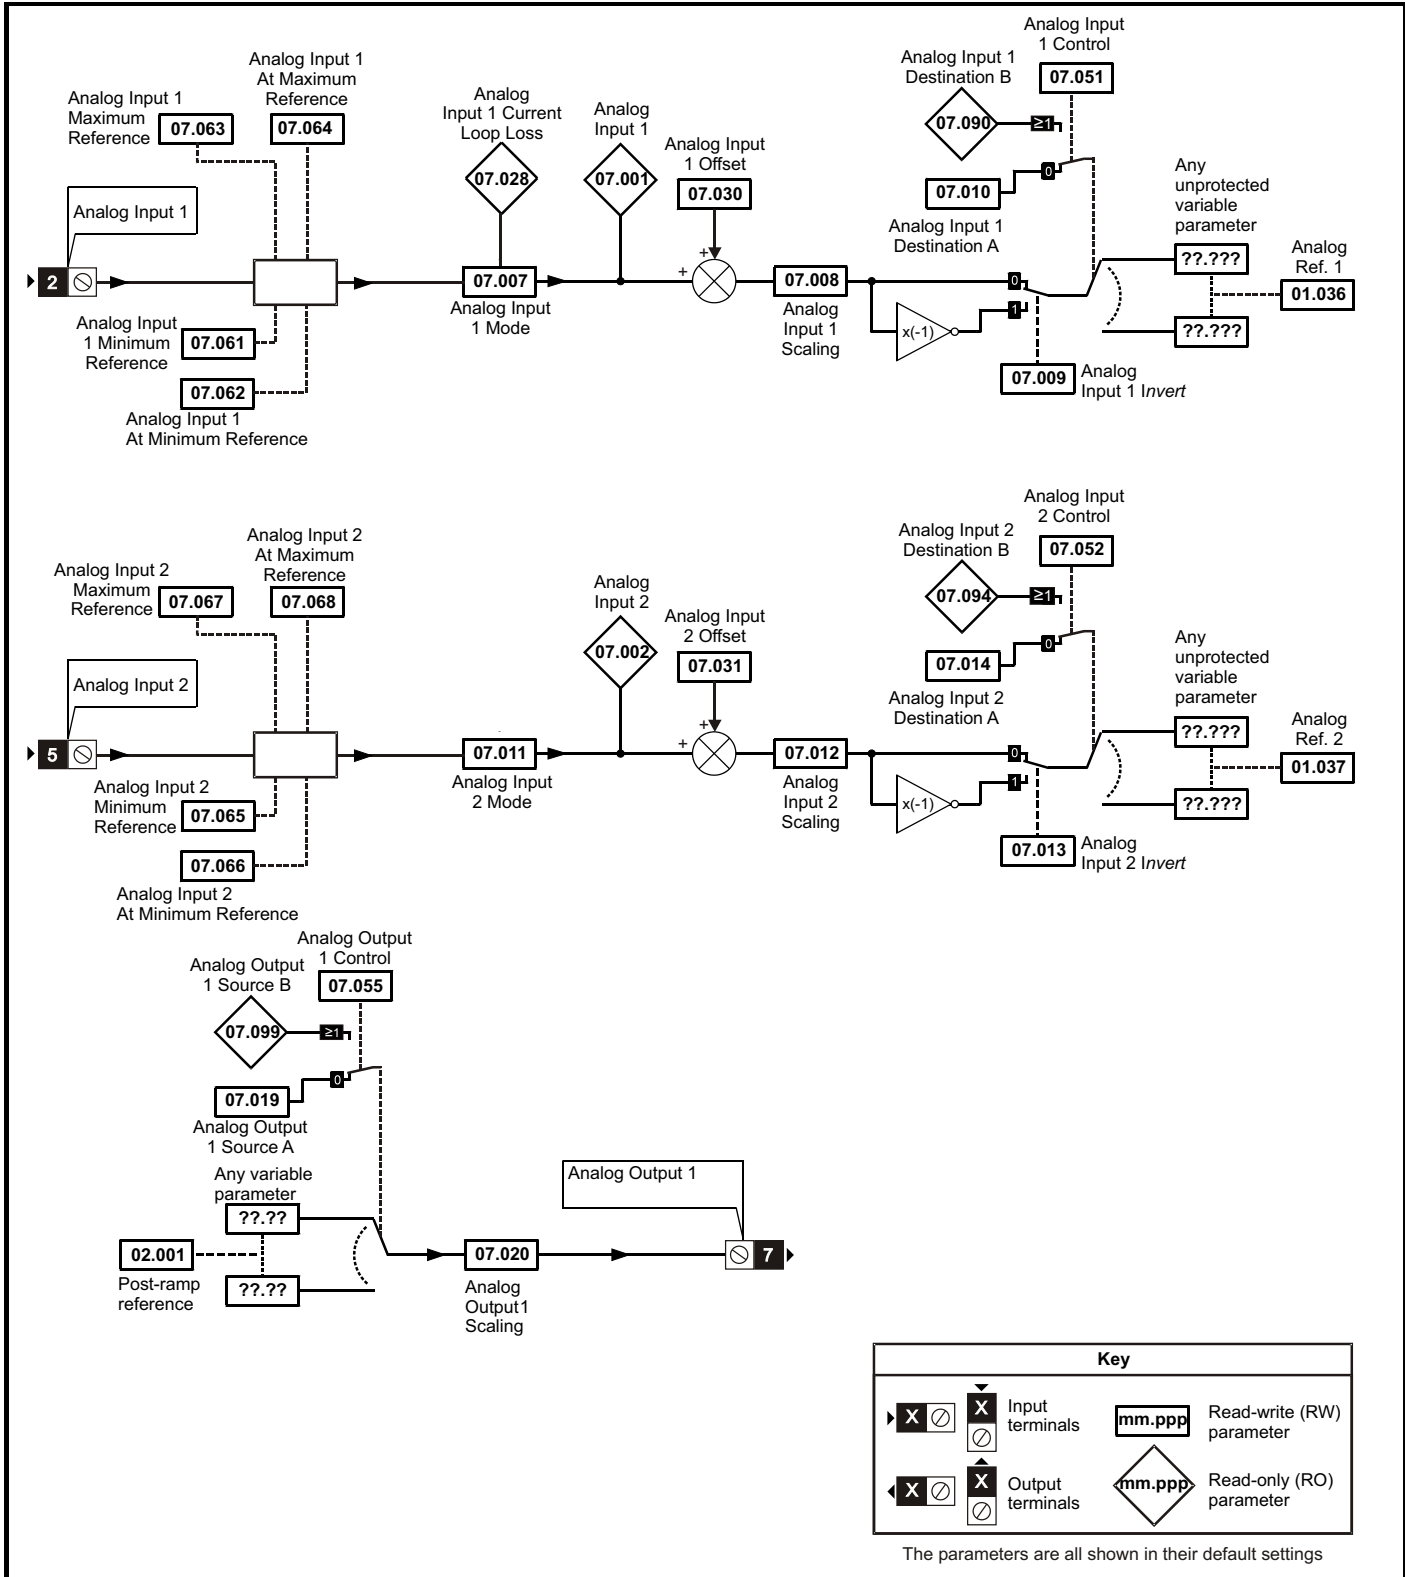 Analog Input 1
Maximum
Reference
07.063
Analog Input 1
At Maximum
Reference
07.064
Analog
Input 1 Current
Loop Loss
07.028
Analog
Input 1
07.001
Analog Input
1 Offset
07.030
Analog Input 1
Destination B
07.090
≥1
Analog Input
1 Control
07.051
0
07.010
Analog Input 1
Destination A
Any
unprotected
variable
parameter
??.???
??.???
Analog
Ref. 1
01.036
Analog Input 1
2
07.007
Analog Input
1 Mode
+
+
07.008
Analog
Input 1
Scaling
0
1
x(-1)
07.009
Analog
Input 1 Invert
Analog Input
1 Minimum
Reference
07.061
07.062
Analog Input 1
At Minimum Reference
Analog Input 2
Maximum
Reference
07.067
Analog Input 2
At Maximum
Reference
07.068
Analog
Input 2
07.002
Analog Input
2 Offset
07.031
Analog Input 2
Destination B
07.094
≥1
Analog Input
2 Control
07.052
0
07.014
Analog Input 2
Destination A
Any
unprotected
variable
parameter
??.???
??.???
Analog
Ref. 2
01.037
Analog Input 2
5
07.011
Analog Input
2 Mode
+
+
07.012
Analog
Input 2
Scaling
0
1
x(-1)
07.013
Analog
Input 2 Invert
Analog Input 2
Minimum
Reference
07.065
07.066
Analog Input 2
At Minimum Reference
Analog Output
1 Control
07.055
Analog Output
1 Source B
07.099
≥1
0
07.019
Analog Output
1 Source A
Any variable
parameter
??.??
02.001
Post-ramp
reference
??.??
07.020
Analog
Output1
Scaling
Analog Output 1
7
Key
X
X
Input
terminals
mm.ppp
Read-write (RW)
parameter
X
X
Output
terminals
mm.ppp
Read-only (RO)
parameter
The parameters are all shown in their default settings